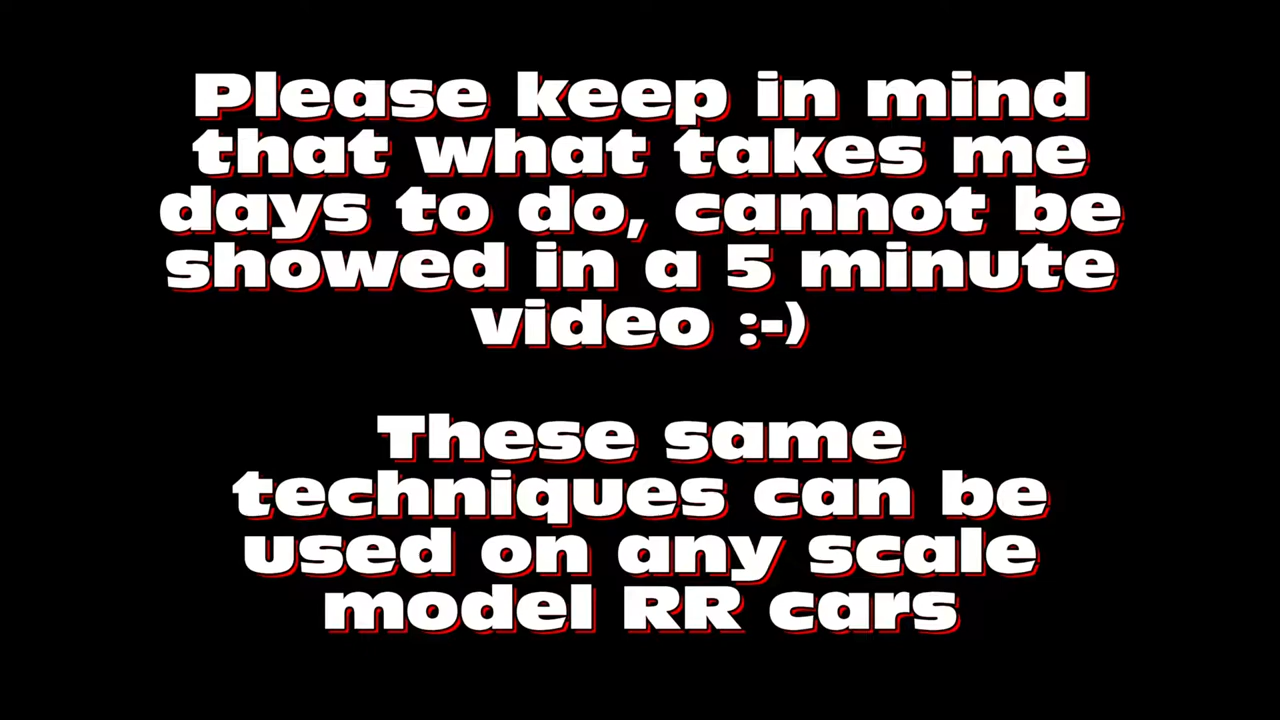 Please keep in mind
that what takes me
days to do, cannot be
showed in a 5 minute
video :-)
These same
techniques can be
used on any scale
model RR cars